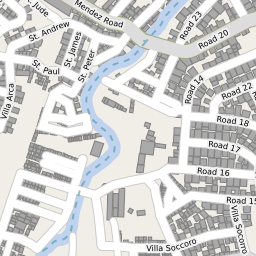 Jude
Mendez Road
St. Andrew
St. James
St. Peter
St. Paul
Road 23
Road 20
Road 14
Road 22
Road 18
Road 17
Road 16
Road 15
Villa Arca
Villa Socorro
Villa Soccoro